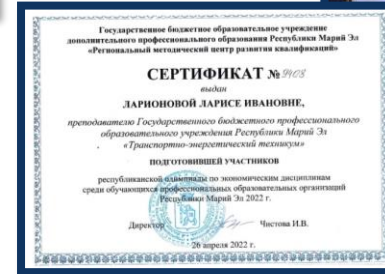 Государственное бюджетное образовательное учреждение
дополнительного профессионального образования Республики Марий Эл
«Региональный методический центр развития квалификаций»
СЕРТИФИКАТ № 9408
выдан
ЛАРИОНОВОЙ ЛАРИСЕ ИВАНОВНЕ,
преподавателю Государственного бюджетного профессионального
образовательного учреждения Республики Марий Эл
«Транспортно-энергетический техникум»
ПОДГОТОВИВШЕЙ УЧАСТНИКОВ
республиканской олимпиады по экономическим дисциплинам
среди обучающихся профессиональных образовательных организаций
Республики Марий Эл 2022 г.
Директор Чистова И.В.
26 апреля 2022 г.